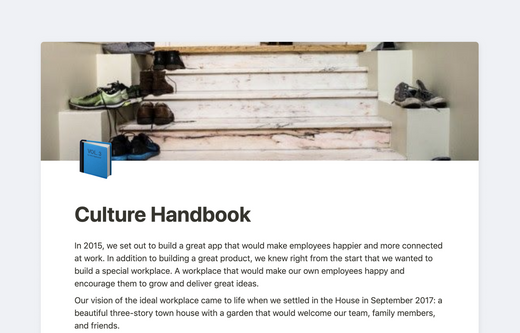 Culture Handbook
In 2015, we set out to build a great app that would make employees happier and more connected
at work. In addition to building a great product, we knew right from the start that we wanted to
build a special workplace. A workplace that would make our own employees happy and
encourage them to grow and deliver great ideas.
Our vision of the ideal workplace came to life when we settled in the House in September 2017: a
beautiful three-story town house with a garden that would welcome our team, family members,
and friends.